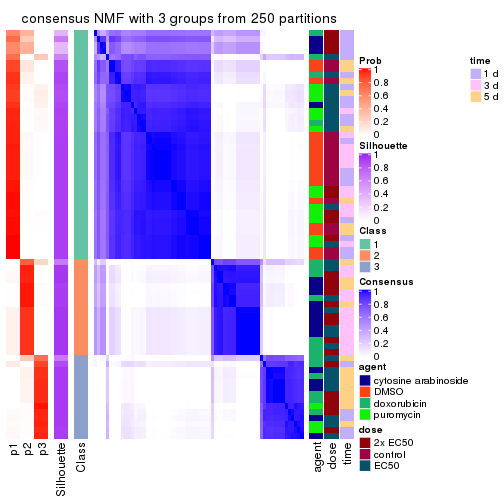 consensus NMF with 3 groups from 250 partitions
Prob
1
0.8
0.6
0.4
0.2
0
Silhouette
1
0.8
0.6
0.4
0.2
0
Class
1
2
3
Consensus
1
0.8
0.6
0.4
0.2
0
agent
cytosine arabinoside
DMSO
doxorubicin
puromycin
dose
2x EC50
control
EC50
time
1 d
3 d
5 d
p1
p2
p3
Silhouette
Class
agent
dose
time